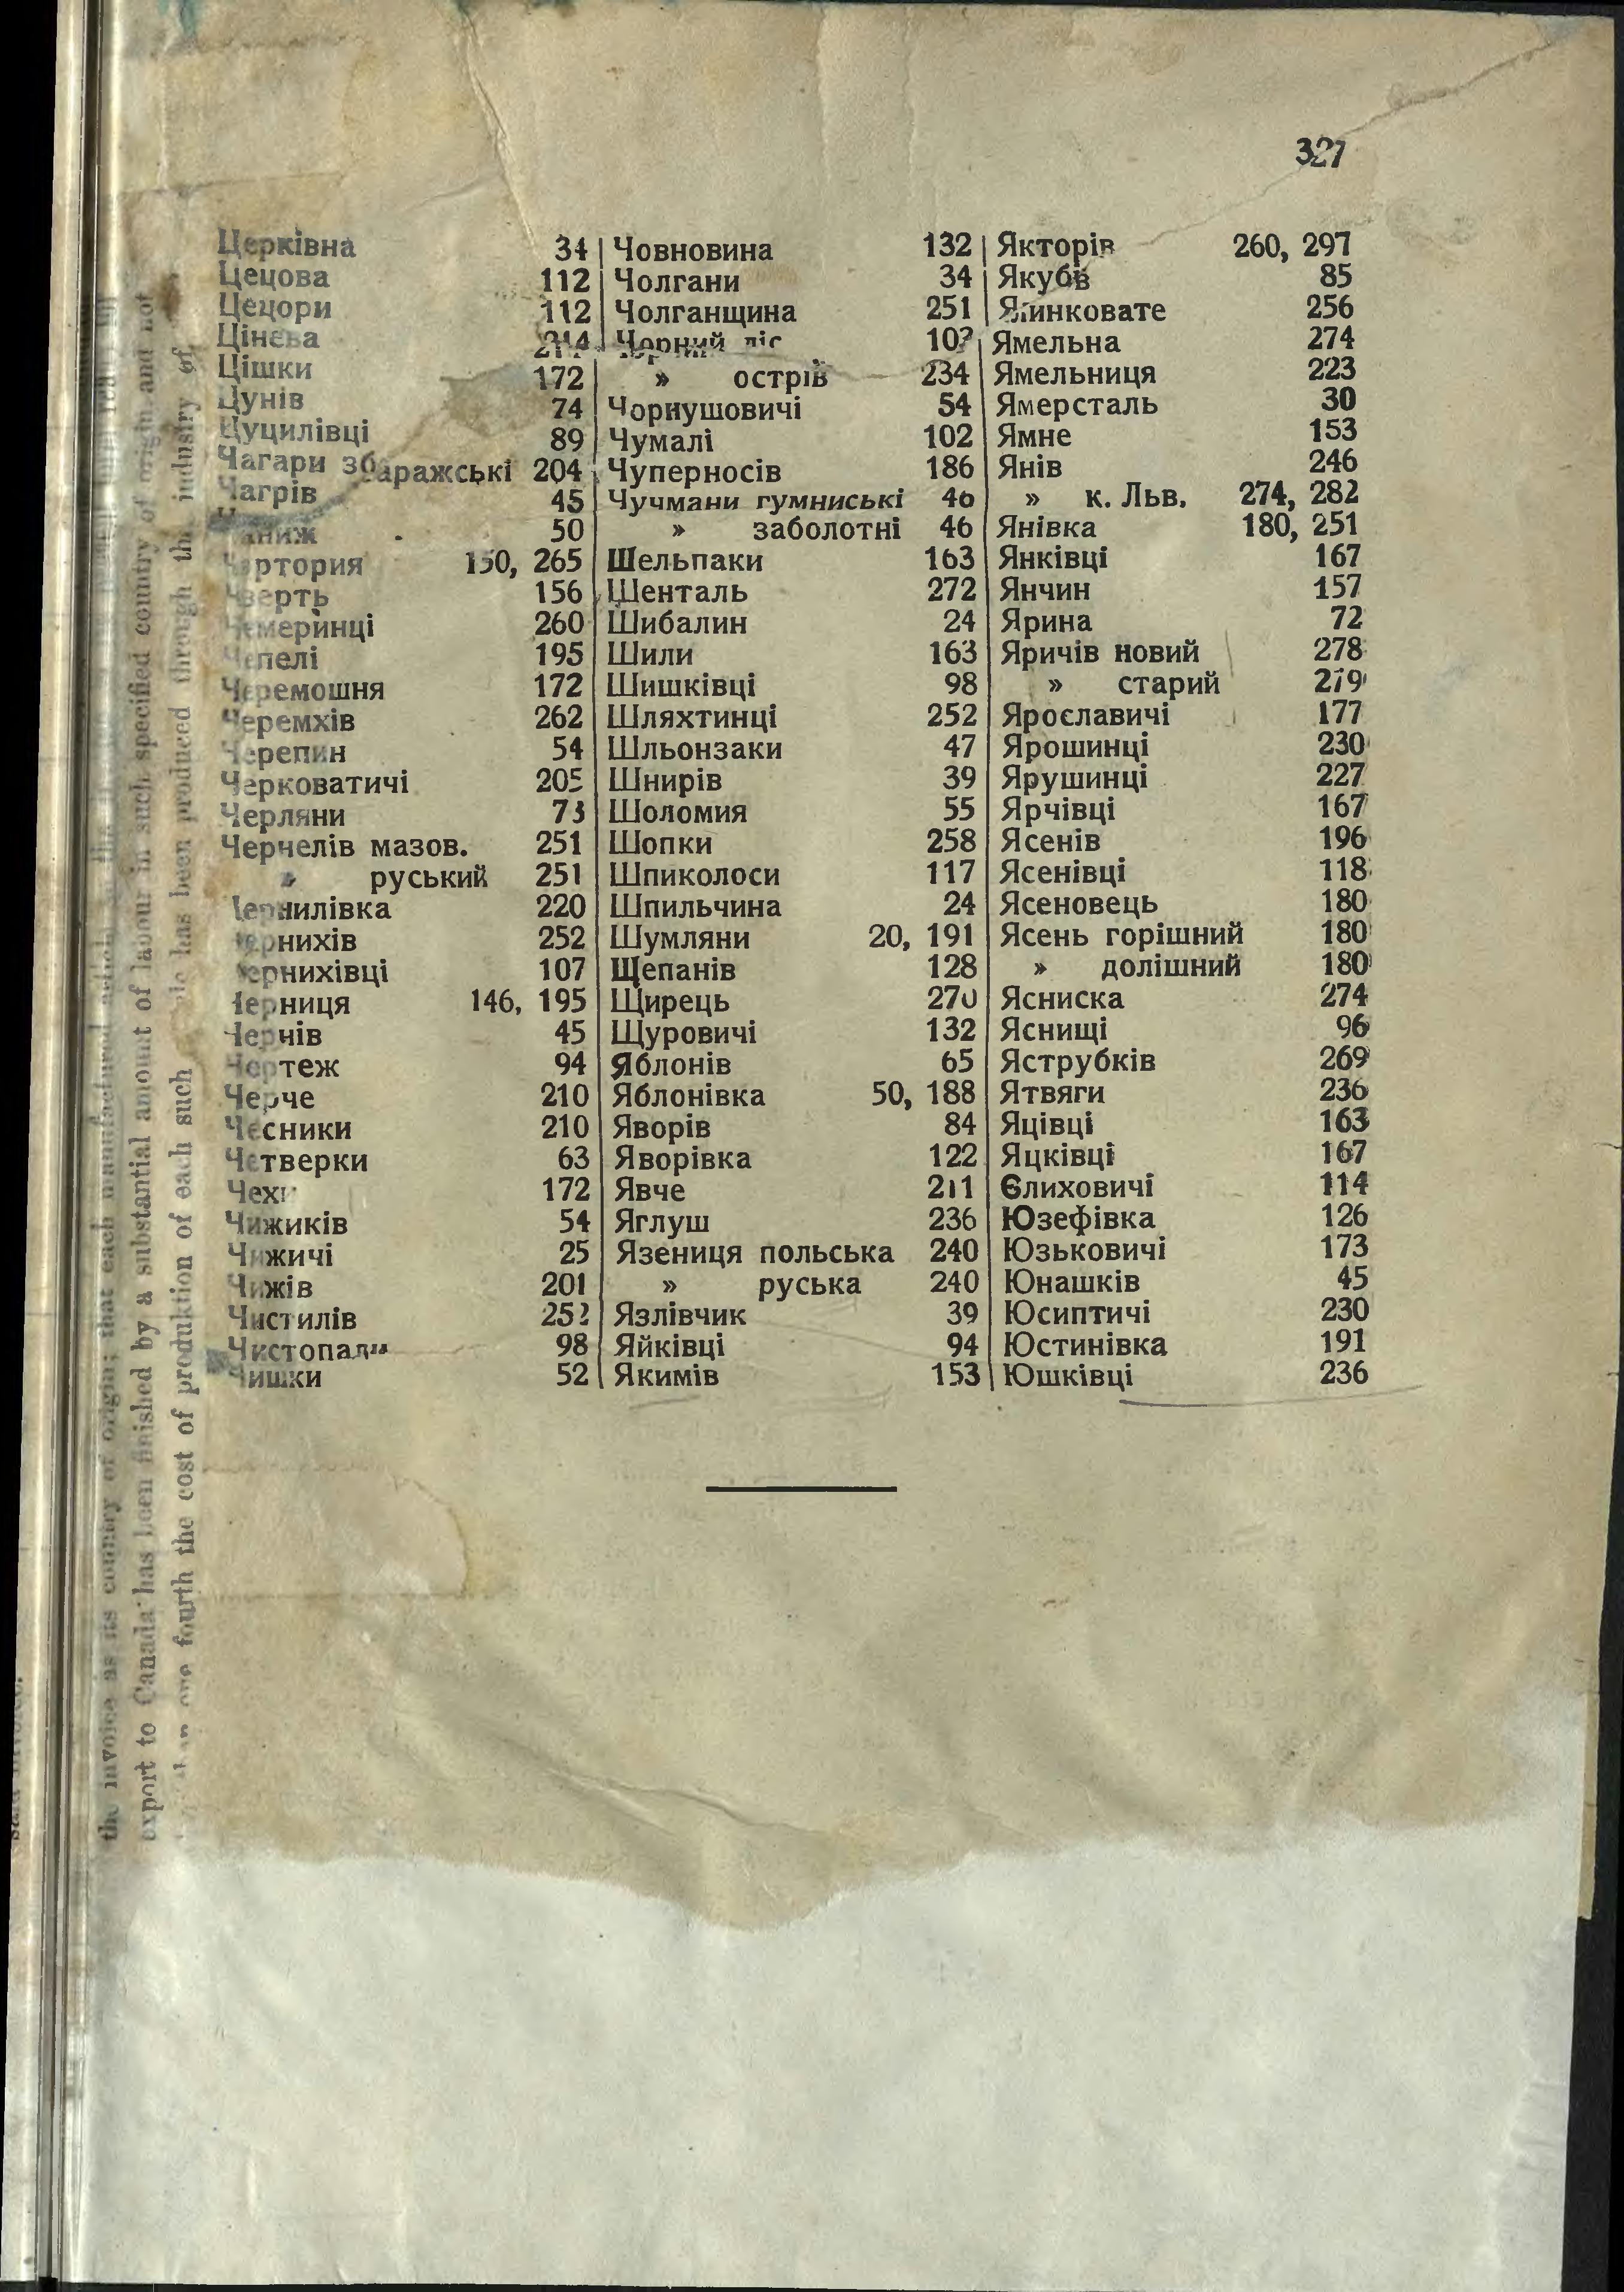 327
Церківна 34
Цецова 112
Цецори 112
Цінева 214
Цішки 172
Цунів 74
Цуцилівці 89
Чагари збаражські 204
Чагрів 45
Чаниж 50
Чартория 150, 265
Чверть 156
Чемеринці 260
Чепелі 195
Черемошня 172
Черемхів 262
Черепин 54
Черковатичі 205
Черляни 73
Чернелів мазов. 251
» руський 251
Чернилівка 220
Чернихів 252
Чернихівці 107
Черниця 146, 195
Чернів 45
Чертеж 94
Черче 210
Чесники 210
Четверки 63
Чехи 172
Чижиків 54
Чижичі 25
Чижів 201
Чистилів 252
Чистопади 98
Чишки 52
Човновина 132
Чолгани 34
Чолганщина 251
Чорний ліс
» острів 234
Чорнушовичі 54
Чумалі 102
Чуперносів 186
Чучмани гумниські 46
» заболотні 46
Шельпаки 163
Шенталь 272
Шибалин 24
Шили 163
Шишківці 98
Шляхтинці 252
Шльонзаки 47
Шнирів 39
Шоломия 55
Шопки 258
Шпиколоси 117
Шпильчина 24
Шумляни 20, 191
Щепанів 128
Щирець 270
Щуровичі 132
Яблонів 65
Яблонівка 50, 188
Яворів 84
Яворівка 122
Явче 211
Яглуш 236
Язениця польська 240
» руська 240
Язлівчик 39
Яйківці 94
Якимів 153
Якторів 260, 297
Якубів 85
Ялинковате 256
Ямельна 274
Ямельниця 223
Ямерсталь 30
Ямне 153
Янів 246
» к. Льв. 274, 282
Янівка 180, 251
Янківці 167
Янчин 157
Ярина 72
Яричів новий 278
» старий 279
Ярославичі 177
Ярошинці 230
Ярушинці 227
Ярчівці 167
Ясенів 196
Ясенівці 118
Ясеновець 180
Ясень горішний 180
» долішний 180
Ясниска 274
Яснищі 96
Яструбків 269
Ятвяги 236
Яцівці 163
Яцківці 167
Єлиховичі 114
Юзефівка 126
Юзьковичі 173
Юнашків 45
Юсиптичі 230
Юстинівка 191
Юшківці 236
the invoice as its country of origin; that each manufactured article
export to Canada has been finished by a substantial amount of labour in such specified country of origin and not
one fourth the cost of produktion of each such has been produced through the industry of